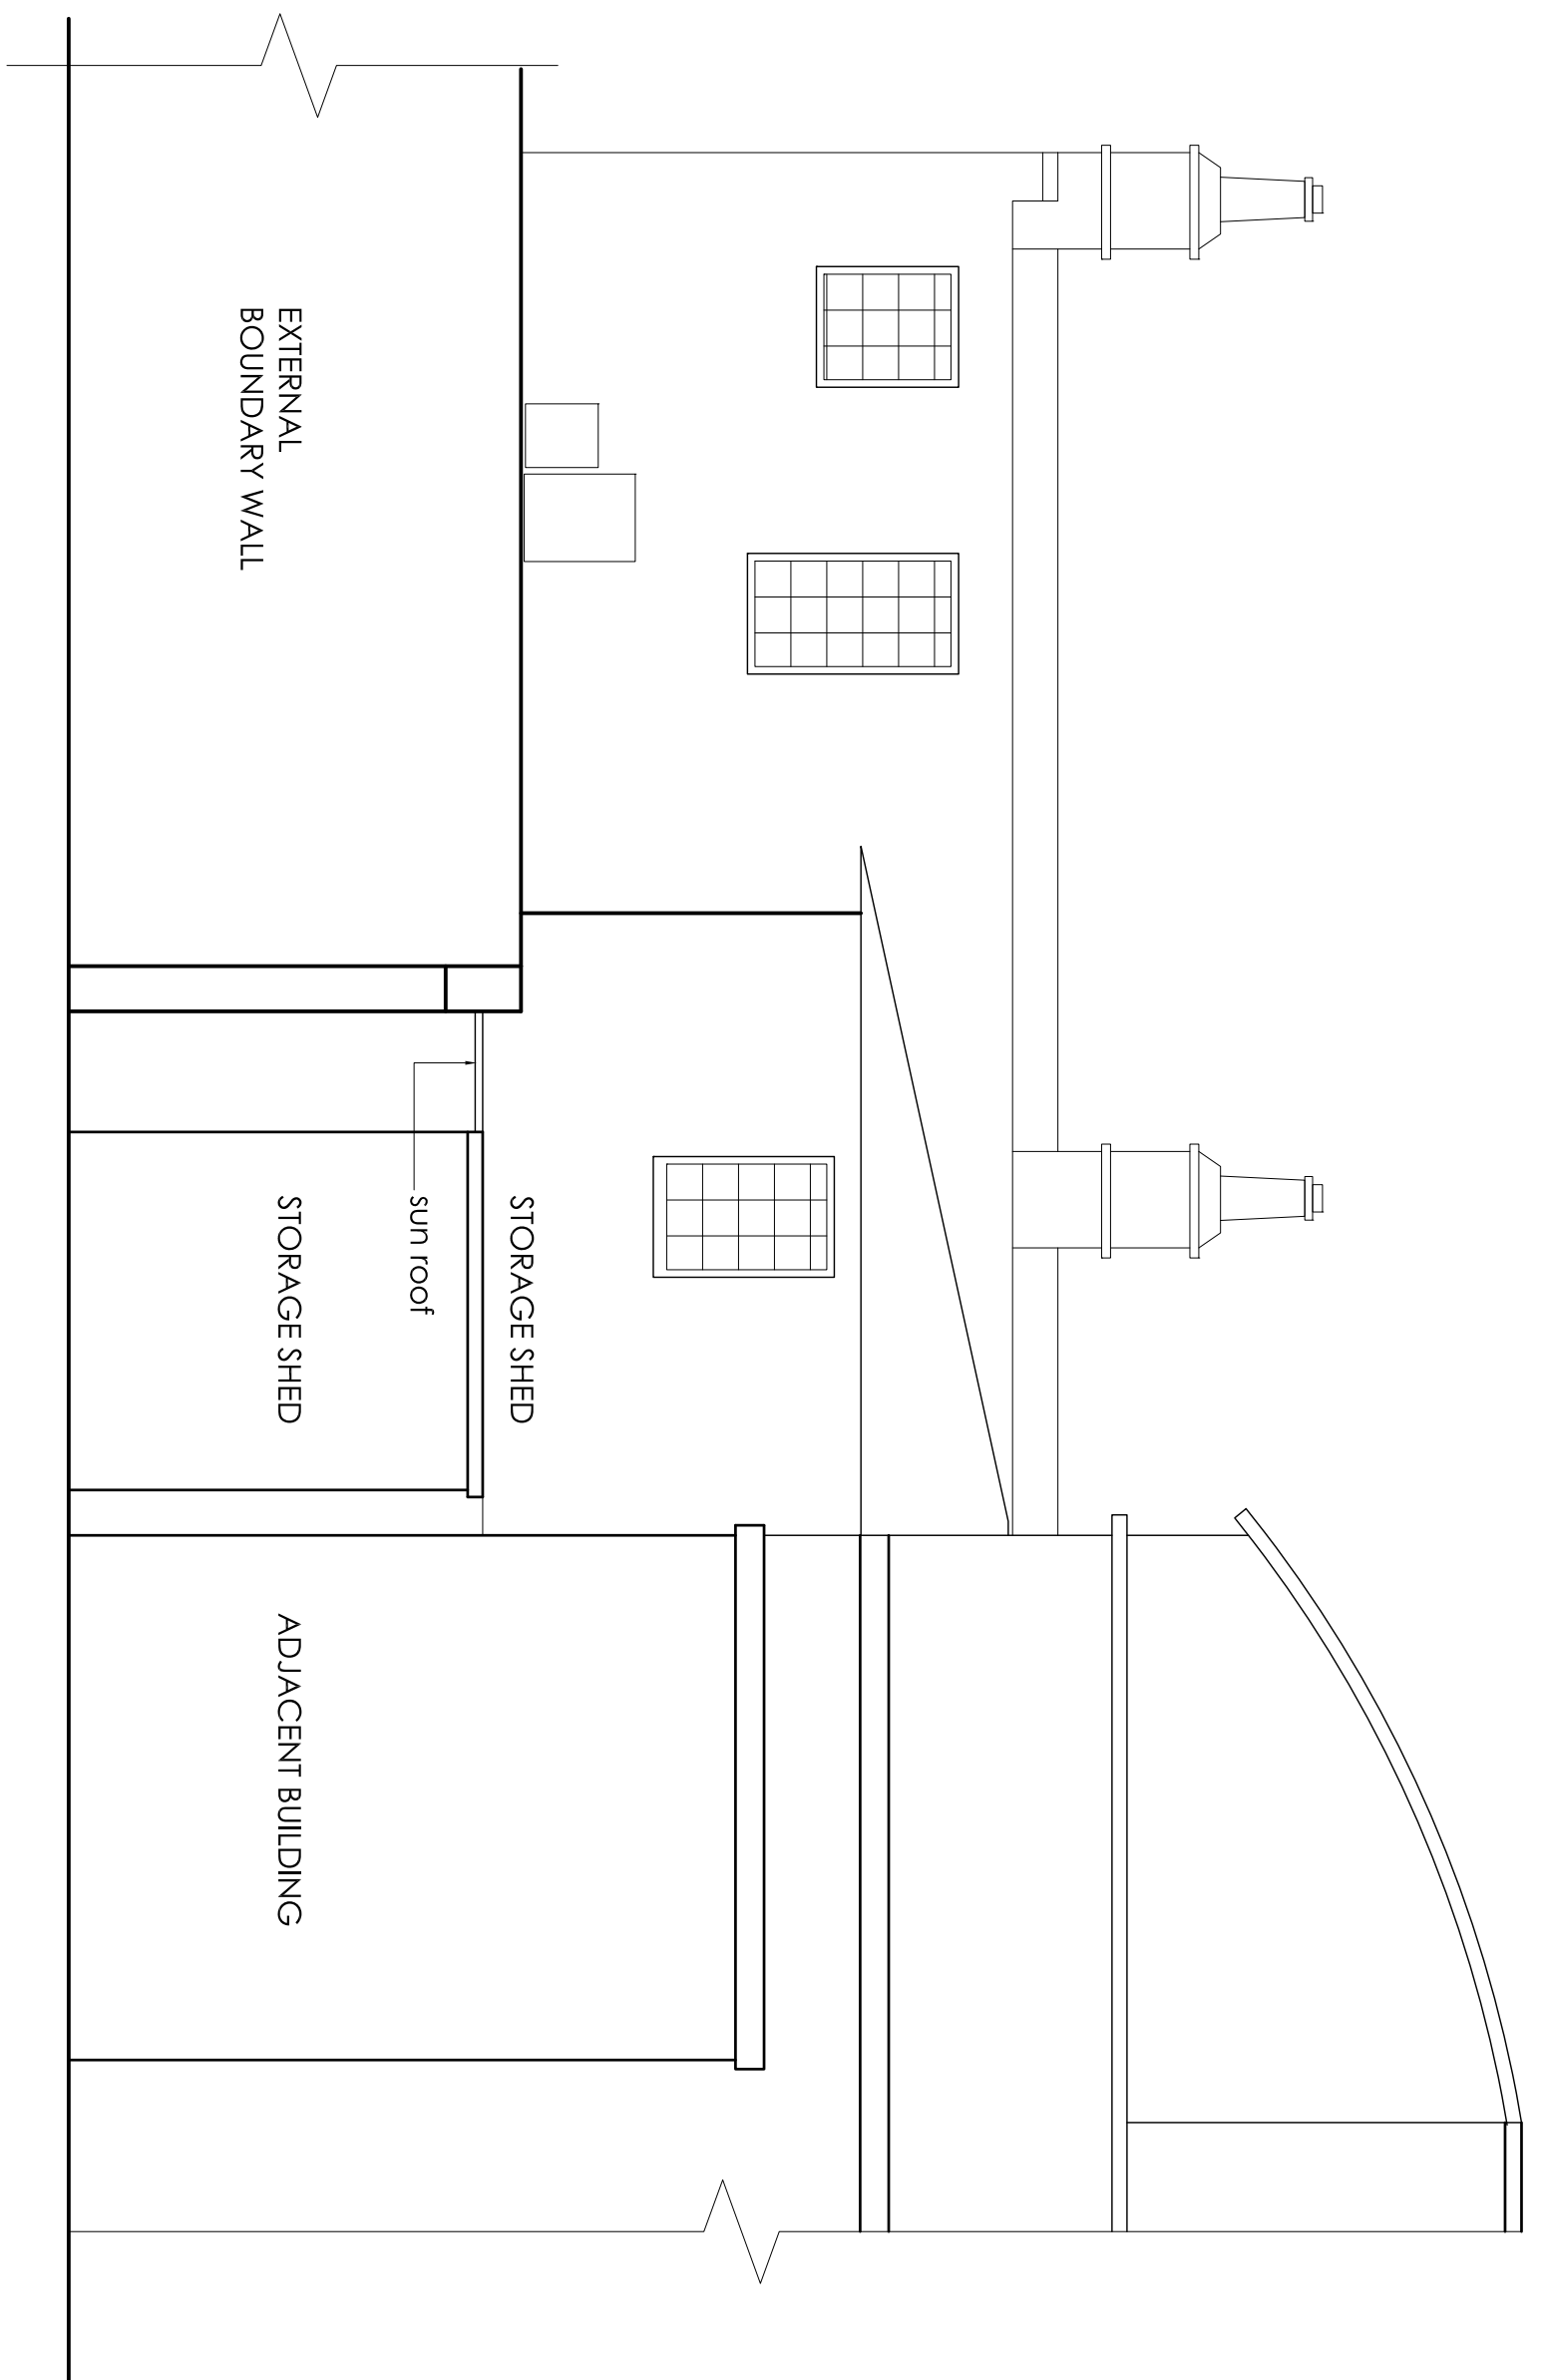 EXTERNAL
BOUNDARY WALL
STORAGE SHED
sun roof
STORAGE SHED
ADJACENT BUILDING